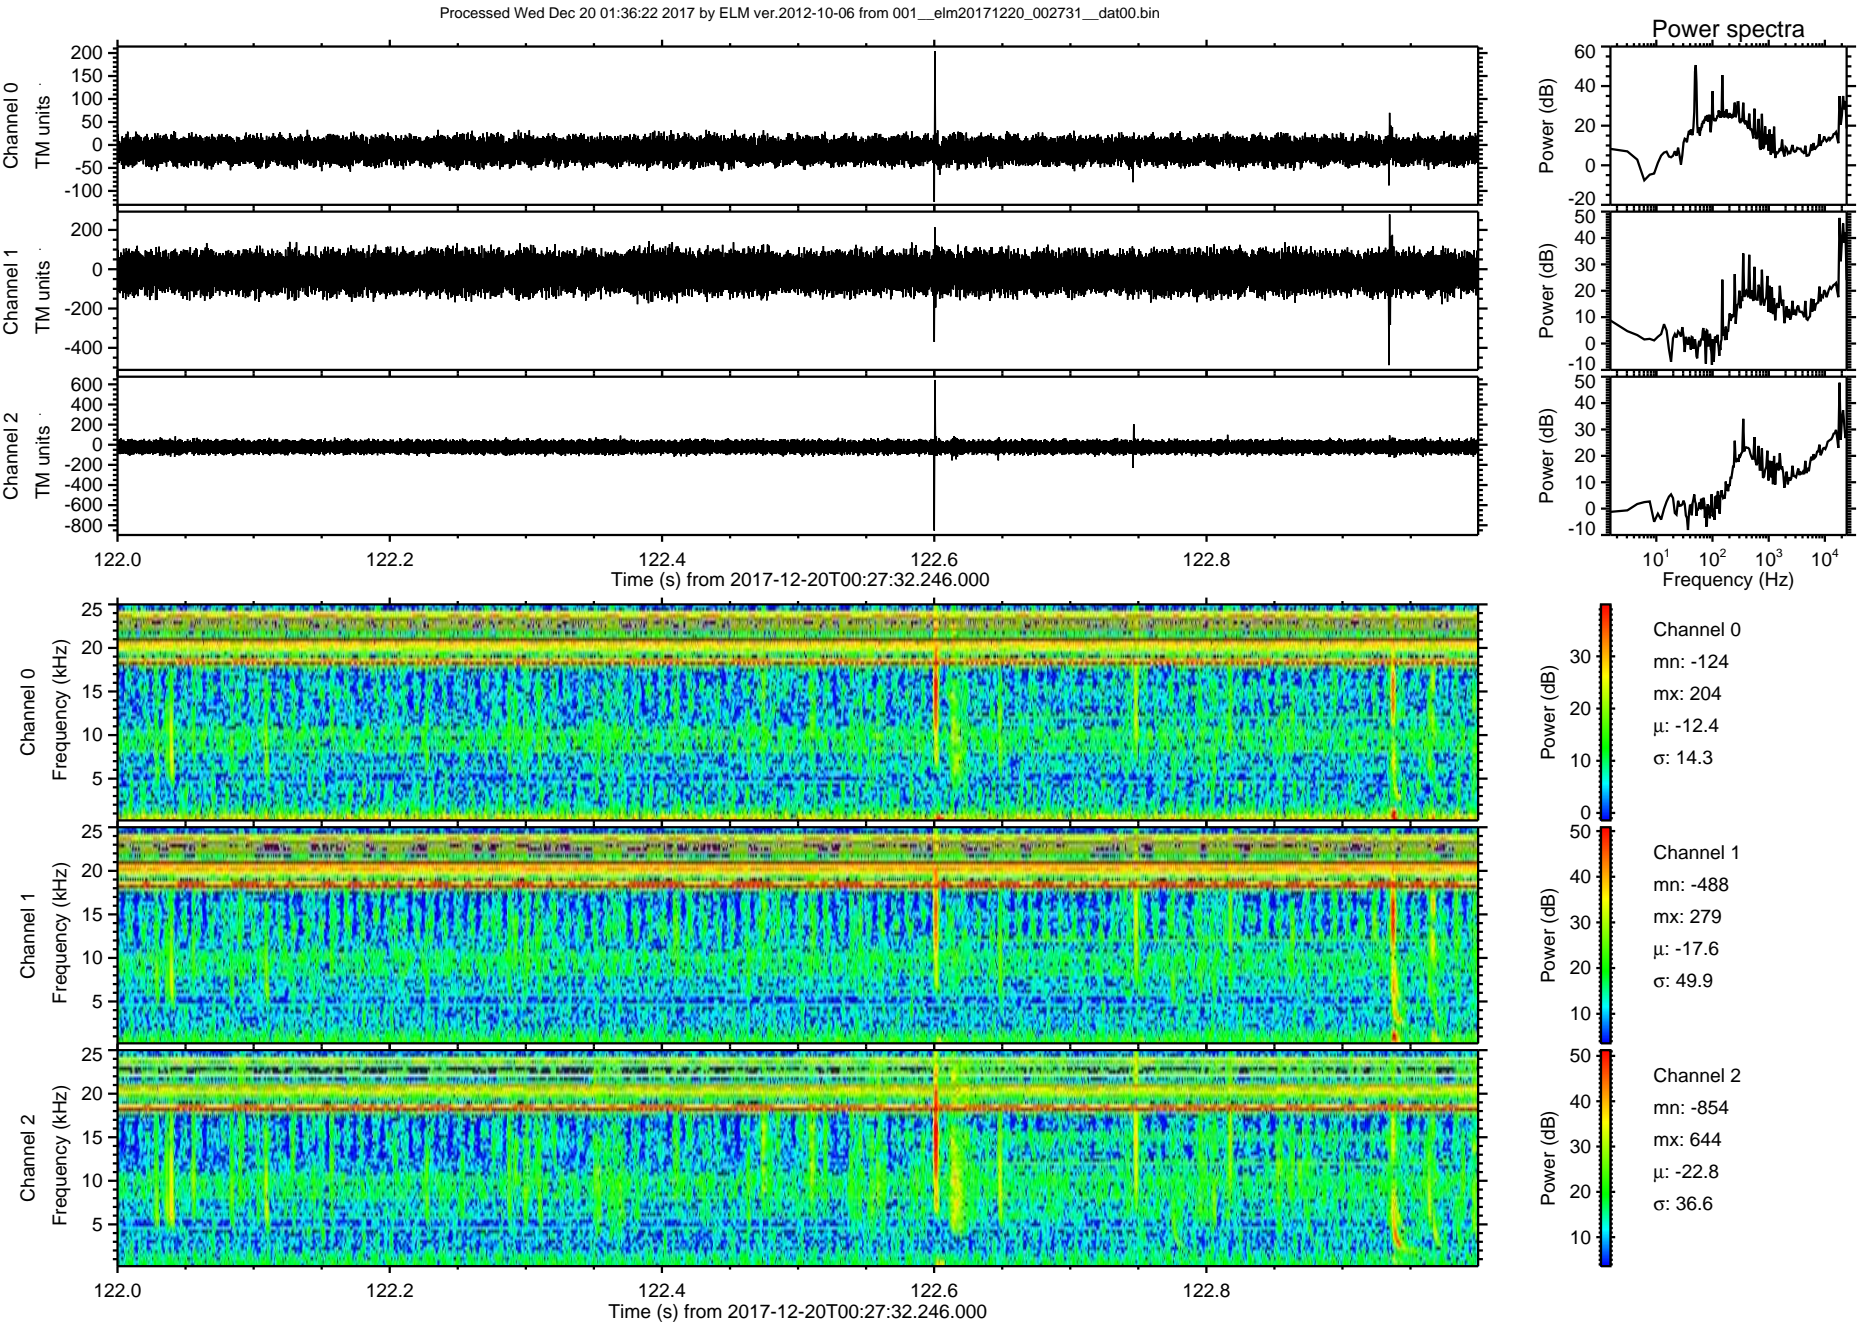 Processed Wed Dec 20 01:36:22 2017 by ELM ver.2012-10-06 from 001__elm20171220_002731__dat00.bin
Power spectra
Channel 0
TM units
200
150
100
50
0
-50
-100
Power (dB)
60
40
20
0
-20
Channel 1
TM units
200
0
-200
-400
Power (dB)
50
40
30
20
10
0
-10
Channel 2
TM units
600
400
200
0
-200
-400
-600
-800
Power (dB)
50
40
30
20
10
0
-10
122.0 122.2 122.4 122.6 122.8
Time (s) from 2017-12-20T00:27:32.246.000
10¹ 10² 10³ 10⁴
Frequency (Hz)
Channel 0
Frequency (kHz)
25
20
15
10
5
Power (dB)
30
20
10
0
Channel 0
mn: -124
mx: 204
μ: -12.4
σ: 14.3
Channel 1
Frequency (kHz)
25
20
15
10
5
Power (dB)
50
40
30
20
10
Channel 1
mn: -488
mx: 279
μ: -17.6
σ: 49.9
Channel 2
Frequency (kHz)
25
20
15
10
5
Power (dB)
50
40
30
20
10
Channel 2
mn: -854
mx: 644
μ: -22.8
σ: 36.6
122.0 122.2 122.4 122.6 122.8
Time (s) from 2017-12-20T00:27:32.246.000